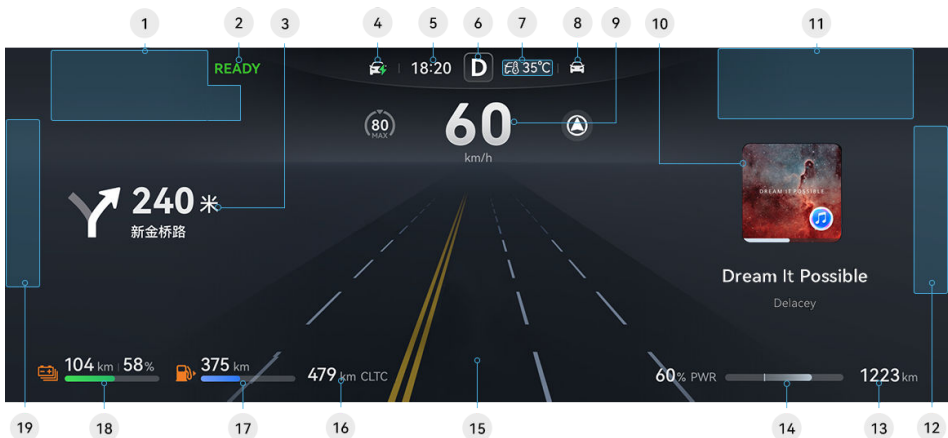 1 2 3 4 5 6 7 8 9 10 11
READY 18:20 D 35℃
80 MAX
60
km/h
240 米
新金桥路
DREAM IT POSSIBLE
Dream It Possible
Delacey
104 km 58% 375 km 479 km CLTC 60% PWR 1223 km
19 18 17 16 15 14 13 12